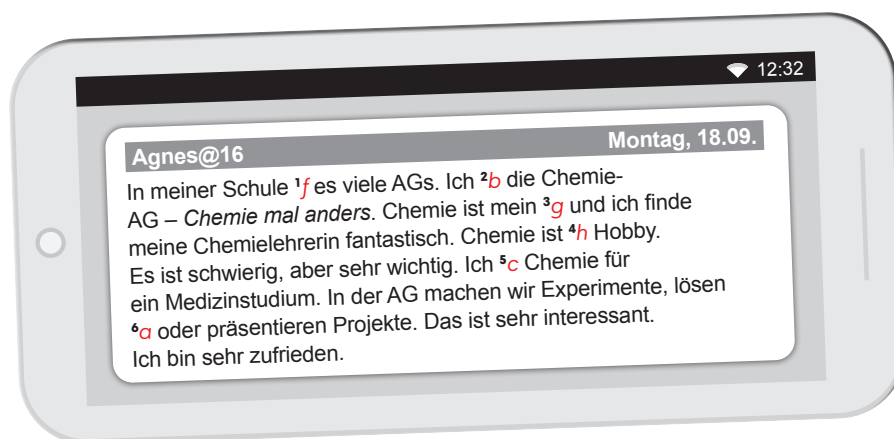 12:32
Agnes@16 Montag, 18.09.
In meiner Schule ¹f es viele AGs. Ich ²b die Chemie-
AG – Chemie mal anders. Chemie ist mein ³g und ich finde
meine Chemielehrerin fantastisch. Chemie ist ⁴h Hobby.
Es ist schwierig, aber sehr wichtig. Ich ⁵c Chemie für
ein Medizinstudium. In der AG machen wir Experimente, lösen
⁶a oder präsentieren Projekte. Das ist sehr interessant.
Ich bin sehr zufrieden.